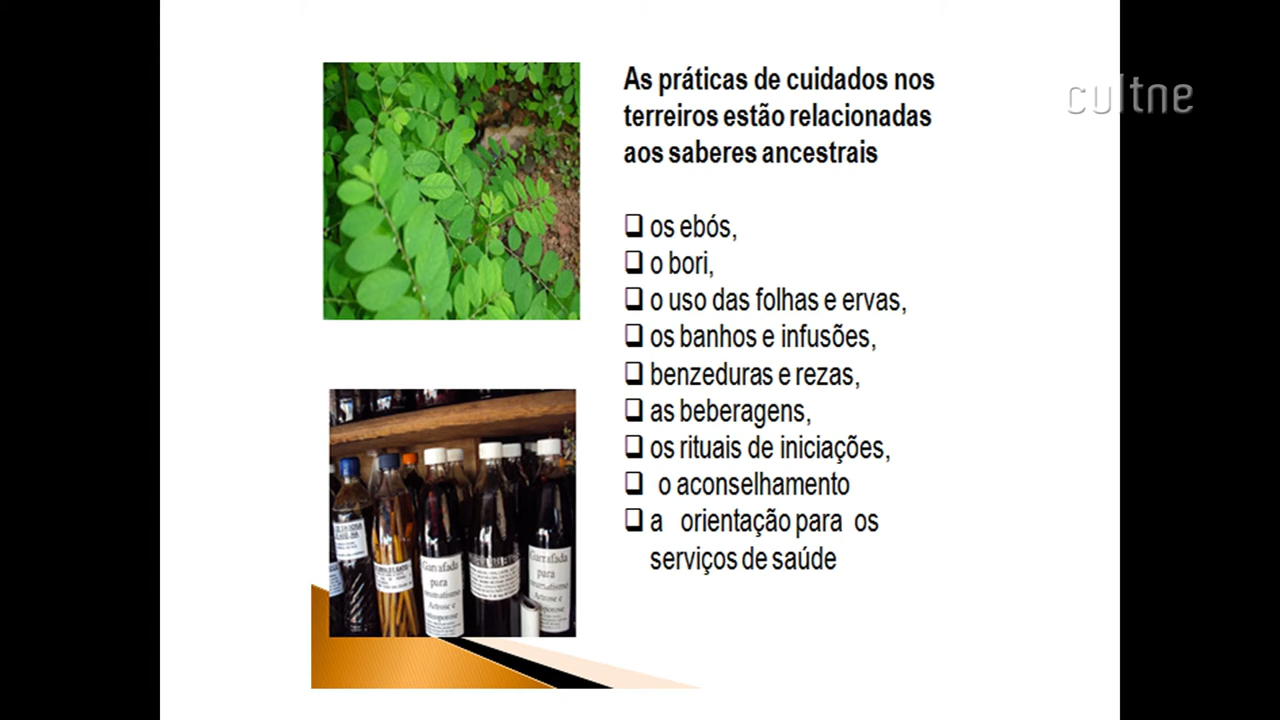 As práticas de cuidados nos
terreiros estão relacionadas
aos saberes ancestrais
cultne
os ebós,
o bori,
o uso das folhas e ervas,
os banhos e infusões,
benzeduras e rezas,
as beberagens,
os rituais de iniciações,
o aconselhamento
a orientação para os
serviços de saúde
Garrafada
para
Artrose e
Garrafada
para